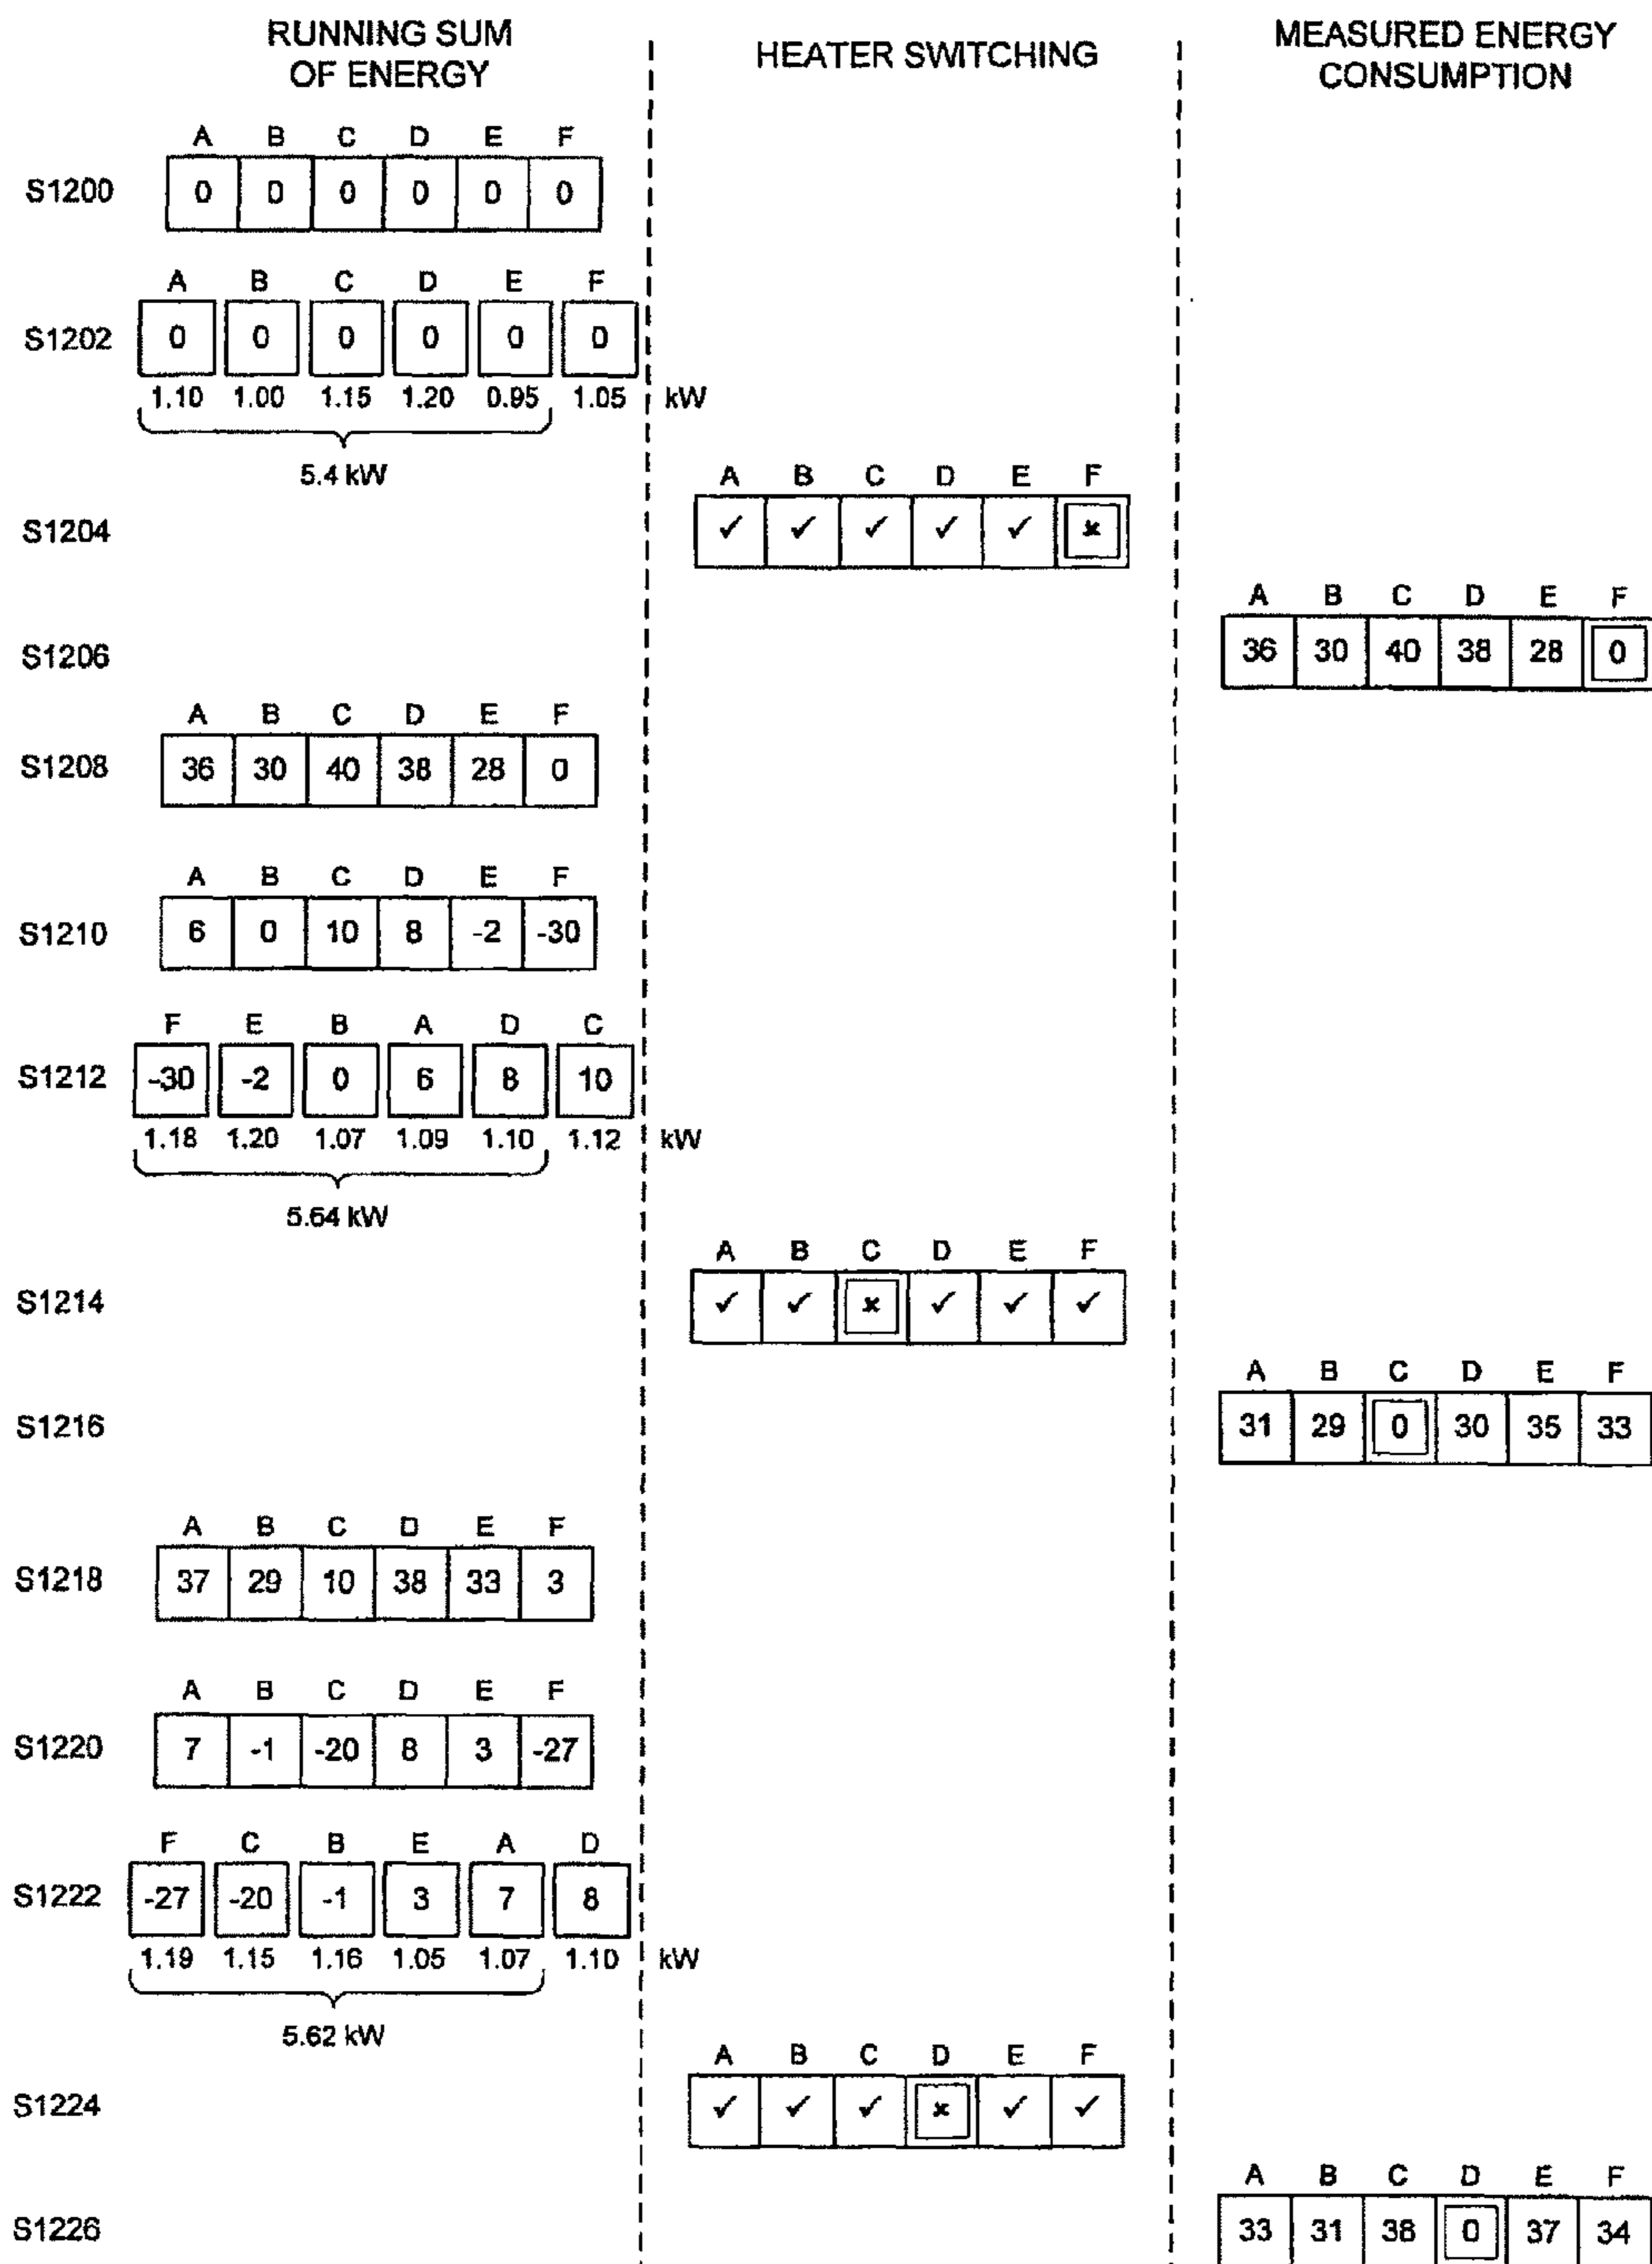 RUNNING SUM
OF ENERGY
HEATER SWITCHING
MEASURED ENERGY
CONSUMPTION
A B C D E F
S1200 0 0 0 0 0 0
A B C D E F
S1202 0 0 0 0 0 0
1.10 1.00 1.15 1.20 0.95 1.05 kW
5.4 kW
A B C D E F
S1204 ✓ ✓ ✓ ✓ ✓ x
A B C D E F
S1206 36 30 40 38 28 0
A B C D E F
S1208 36 30 40 38 28 0
A B C D E F
S1210 6 0 10 8 -2 -30
F E B A D C
S1212 -30 -2 0 6 8 10
1.18 1.20 1.07 1.09 1.10 1.12 kW
5.64 kW
A B C D E F
S1214 ✓ ✓ x ✓ ✓ ✓
A B C D E F
S1216 31 29 0 30 35 33
A B C D E F
S1218 37 29 10 38 33 3
A B C D E F
S1220 7 -1 -20 8 3 -27
F C B E A D
S1222 -27 -20 -1 3 7 8
1.19 1.15 1.16 1.05 1.07 1.10 kW
5.62 kW
A B C D E F
S1224 ✓ ✓ ✓ x ✓ ✓
A B C D E F
S1226 33 31 38 0 37 34